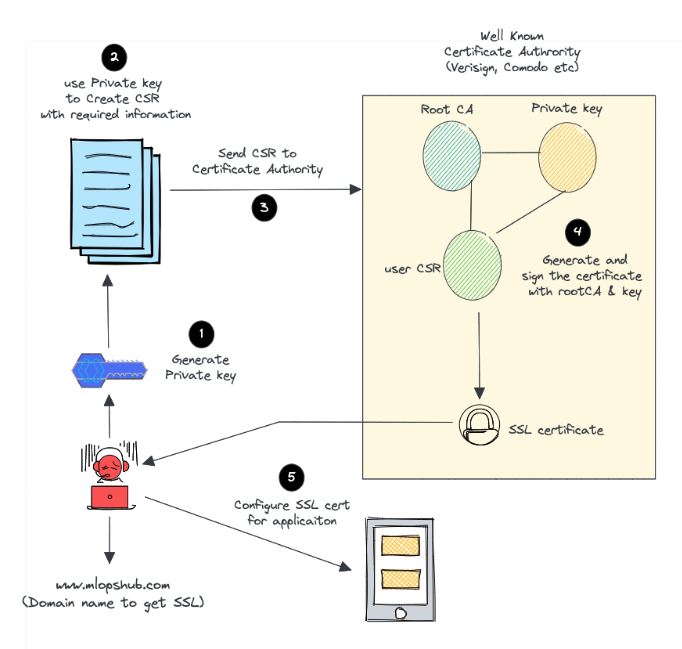 Well Known
Certificate Authrority
(Verisign, Comodo etc)
2
use Private key
to Create CSR
with required information
Root CA
Private key
Send CSR to
Certificate Authority
3
4
Generate and
sign the certificate
with rootCA & key
user CSR
1
Generate
Private key
SSL certificate
5
Configure SSL cert
for applicaiton
www.mlopshub.com
(Domain name to get SSL)